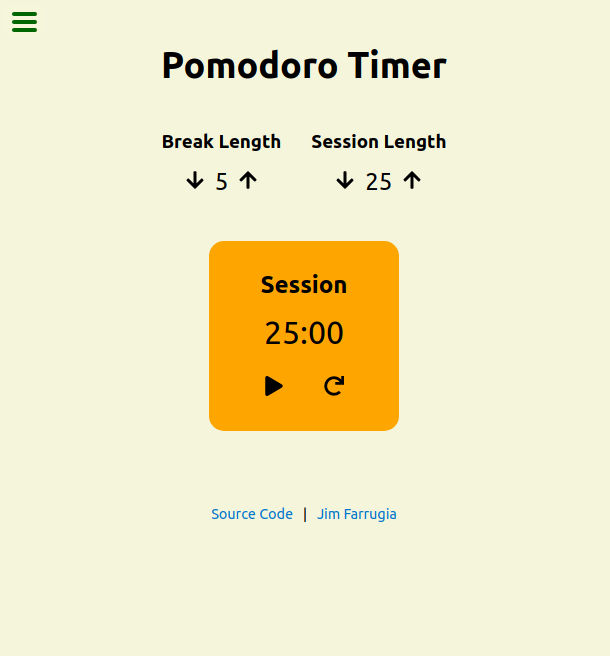 Pomodoro Timer
Break Length Session Length
5 25
Session
25:00
Source Code | Jim Farrugia